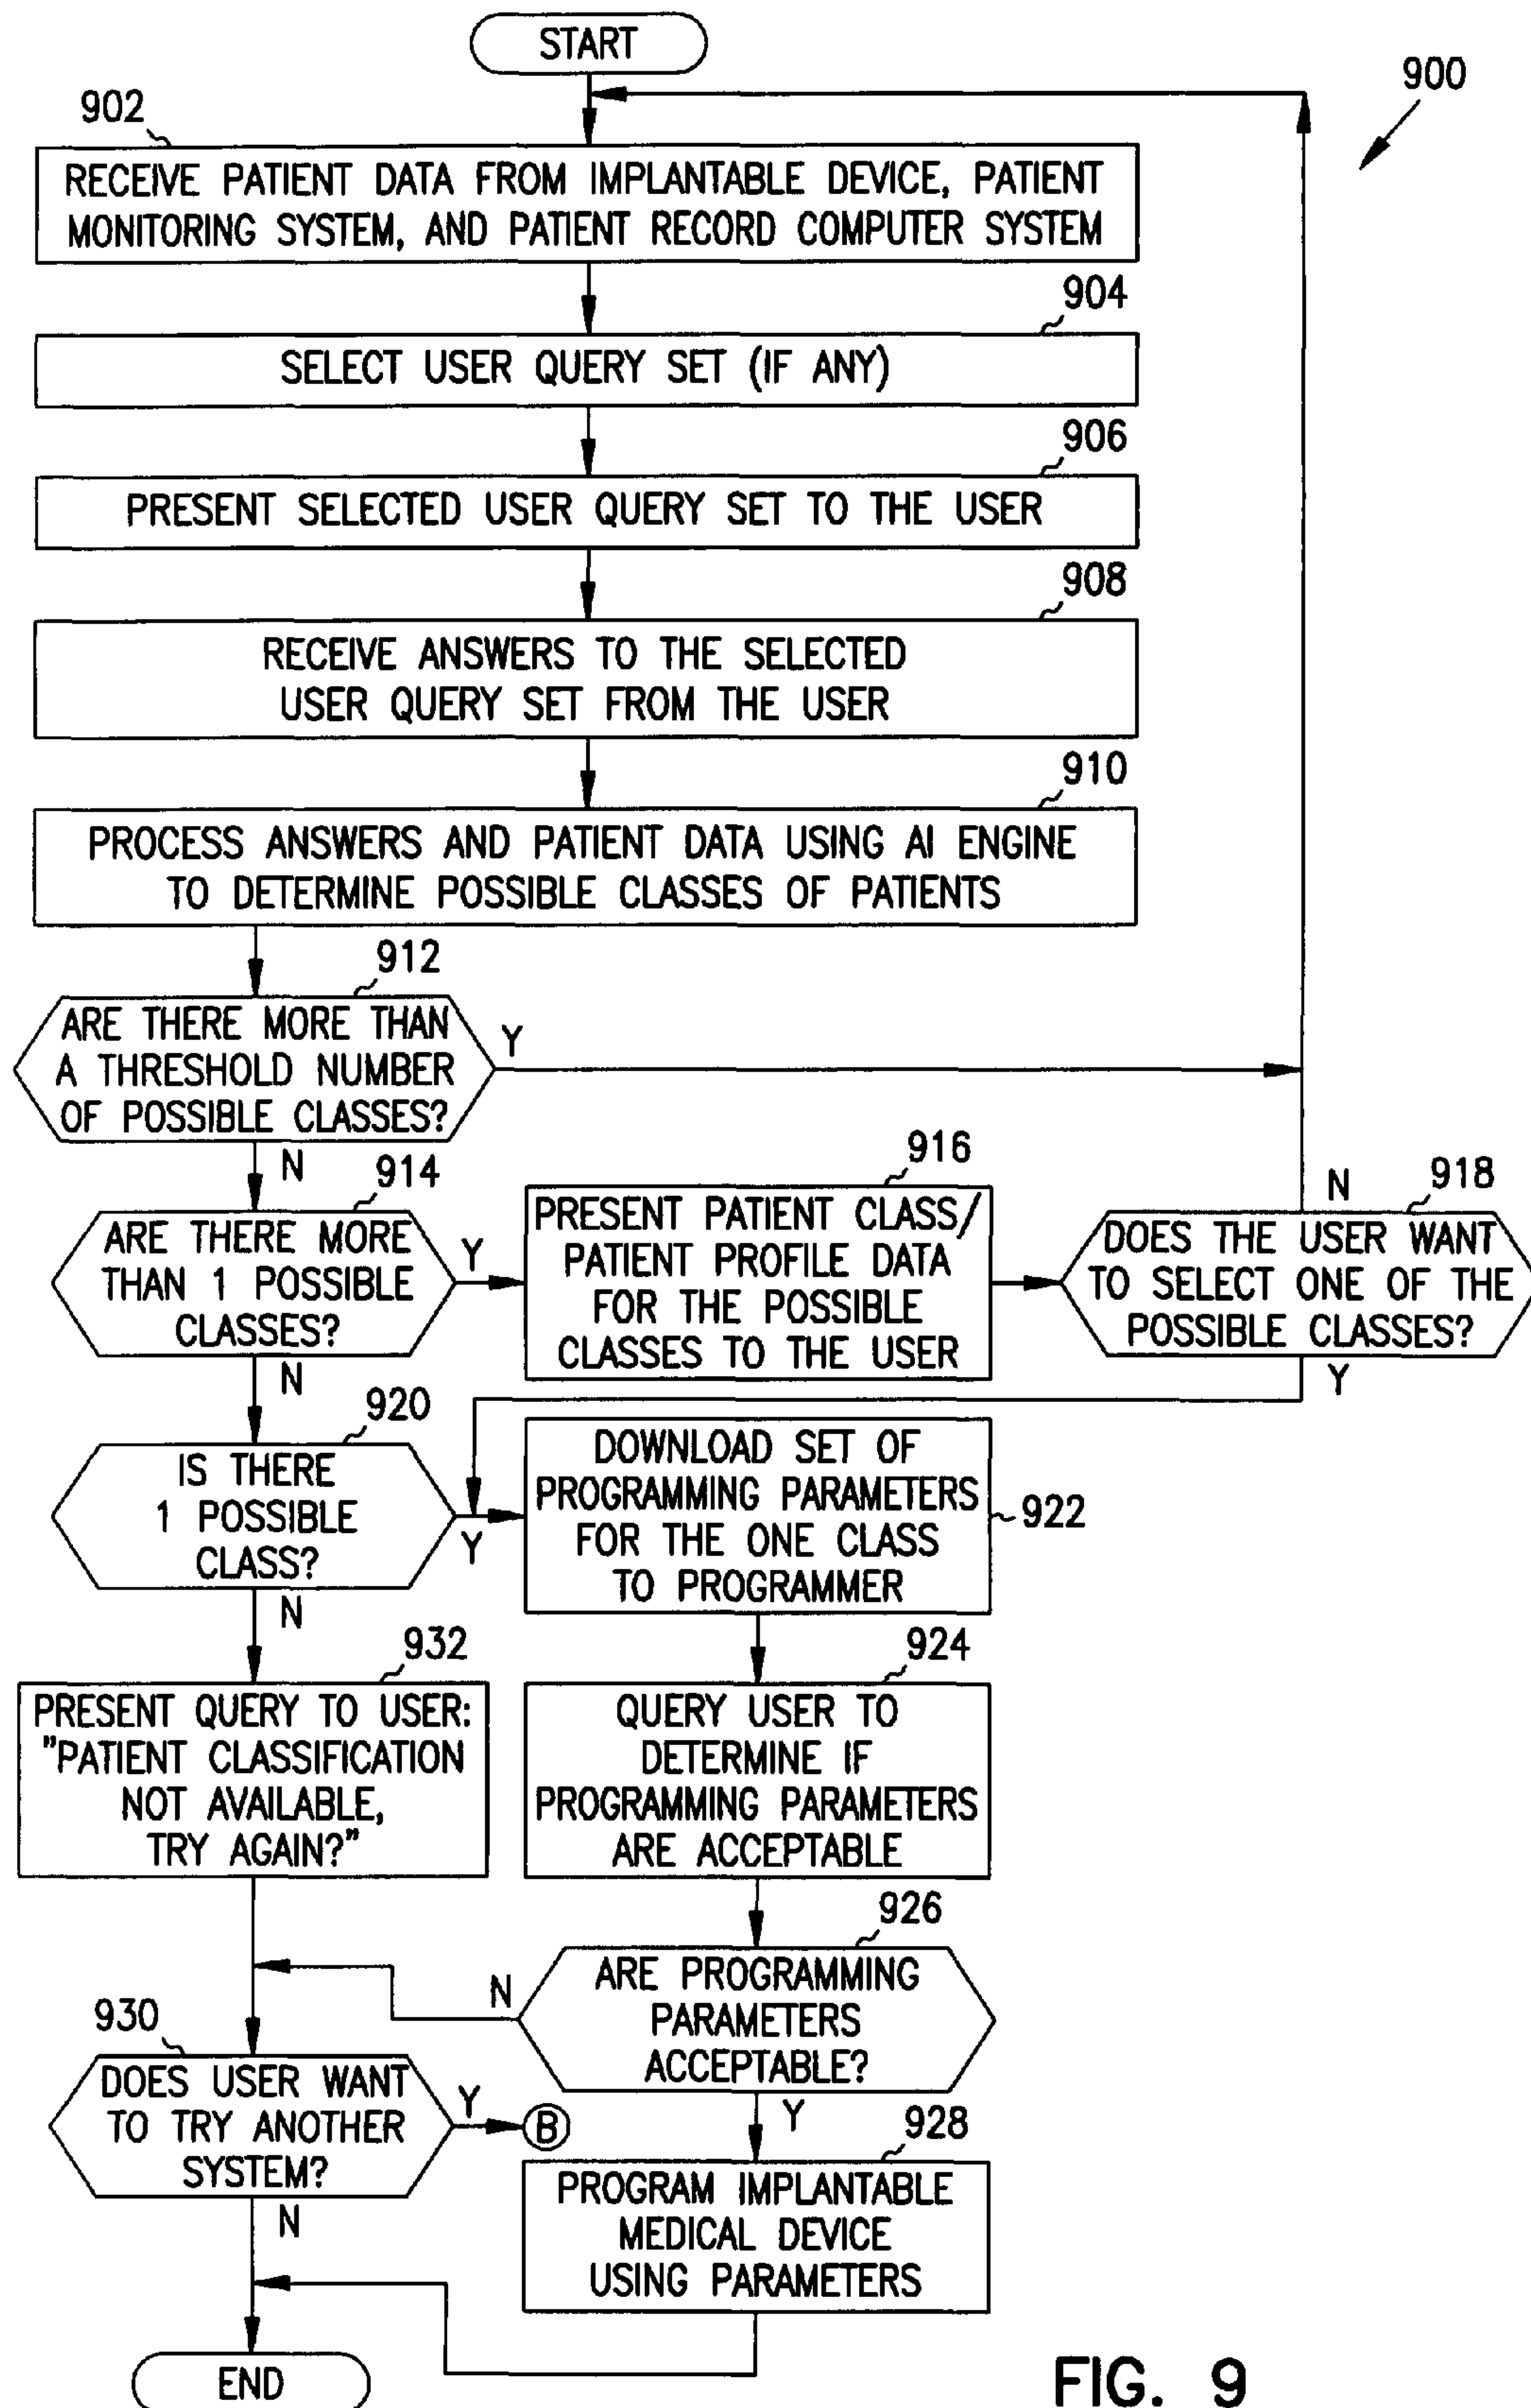 START
900
902
RECEIVE PATIENT DATA FROM IMPLANTABLE DEVICE, PATIENT
MONITORING SYSTEM, AND PATIENT RECORD COMPUTER SYSTEM
904
SELECT USER QUERY SET (IF ANY)
906
PRESENT SELECTED USER QUERY SET TO THE USER
908
RECEIVE ANSWERS TO THE SELECTED
USER QUERY SET FROM THE USER
910
PROCESS ANSWERS AND PATIENT DATA USING AI ENGINE
TO DETERMINE POSSIBLE CLASSES OF PATIENTS
912
ARE THERE MORE THAN
A THRESHOLD NUMBER
OF POSSIBLE CLASSES?
Y
N
914
ARE THERE MORE
THAN 1 POSSIBLE
CLASSES?
Y
N
916
PRESENT PATIENT CLASS/
PATIENT PROFILE DATA
FOR THE POSSIBLE
CLASSES TO THE USER
N
918
DOES THE USER WANT
TO SELECT ONE OF THE
POSSIBLE CLASSES?
Y
920
IS THERE
1 POSSIBLE
CLASS?
Y
N
DOWNLOAD SET OF
PROGRAMMING PARAMETERS
FOR THE ONE CLASS
TO PROGRAMMER
922
932
PRESENT QUERY TO USER:
"PATIENT CLASSIFICATION
NOT AVAILABLE,
TRY AGAIN?"
924
QUERY USER TO
DETERMINE IF
PROGRAMMING PARAMETERS
ARE ACCEPTABLE
926
ARE PROGRAMMING
PARAMETERS
ACCEPTABLE?
N
Y
930
DOES USER WANT
TO TRY ANOTHER
SYSTEM?
Y
B
N
928
PROGRAM IMPLANTABLE
MEDICAL DEVICE
USING PARAMETERS
END
FIG. 9